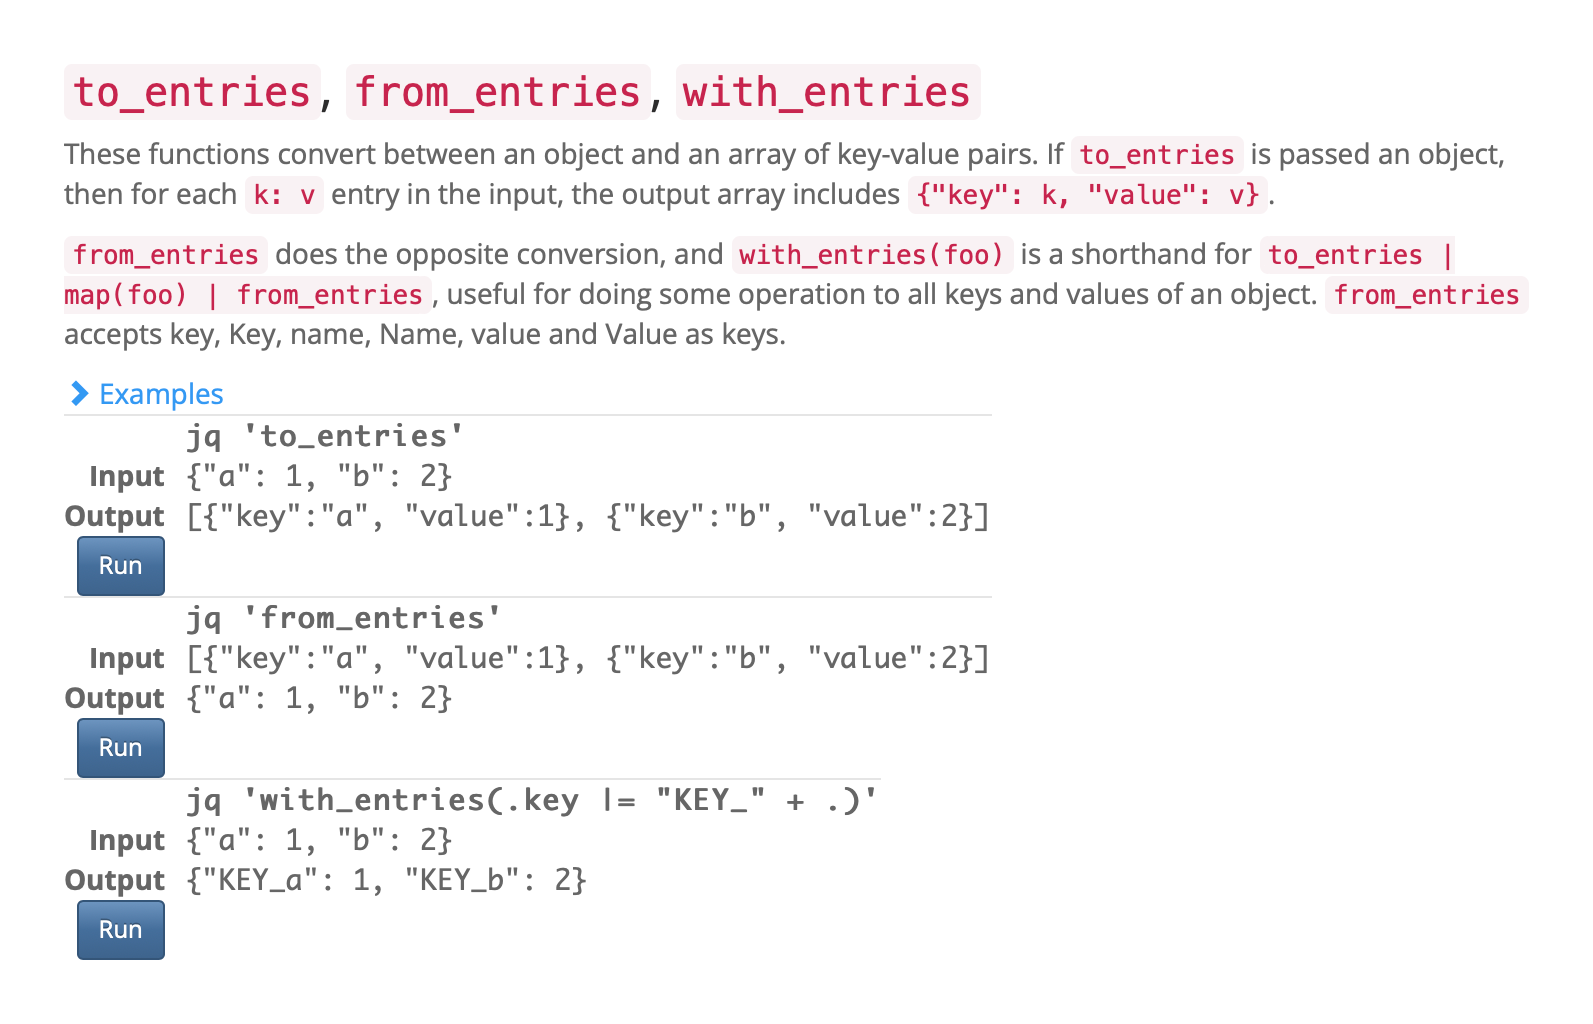 to_entries, from_entries, with_entries
These functions convert between an object and an array of key-value pairs. If to_entries is passed an object,
then for each k: v entry in the input, the output array includes {"key": k, "value": v}.
from_entries does the opposite conversion, and with_entries(foo) is a shorthand for to_entries |
map(foo) | from_entries, useful for doing some operation to all keys and values of an object. from_entries
accepts key, Key, name, Name, value and Value as keys.
Examples
jq 'to_entries'
Input {"a": 1, "b": 2}
Output [{"key":"a", "value":1}, {"key":"b", "value":2}]
Run
jq 'from_entries'
Input [{"key":"a", "value":1}, {"key":"b", "value":2}]
Output {"a": 1, "b": 2}
Run
jq 'with_entries(.key |= "KEY_" + .)'
Input {"a": 1, "b": 2}
Output {"KEY_a": 1, "KEY_b": 2}
Run